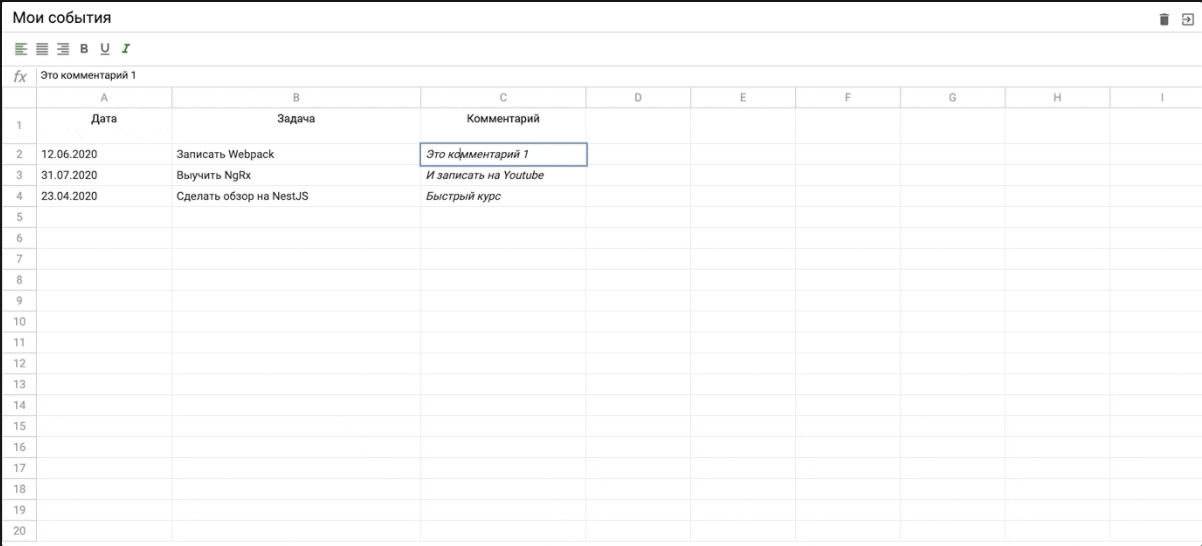 Мои события
B U I
fx Это комментарий 1
A B C D E F G H I
1 Дата Задача Комментарий
2 12.06.2020 Записать Webpack Это комментарий 1
3 31.07.2020 Выучить NgRx И записать на Youtube
4 23.04.2020 Сделать обзор на NestJS Быстрый курс
5
6
7
8
9
10
11
12
13
14
15
16
17
18
19
20